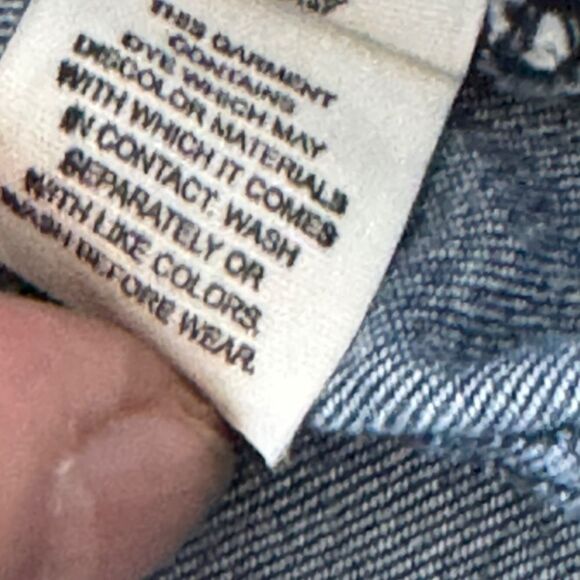 THIS GARMENT
CONTAINS
DYE WHICH MAY
DISCOLOR MATERIALS
WITH WHICH IT COMES
IN CONTACT. WASH
SEPARATELY OR
WITH LIKE COLORS,
WASH BEFORE WEAR.